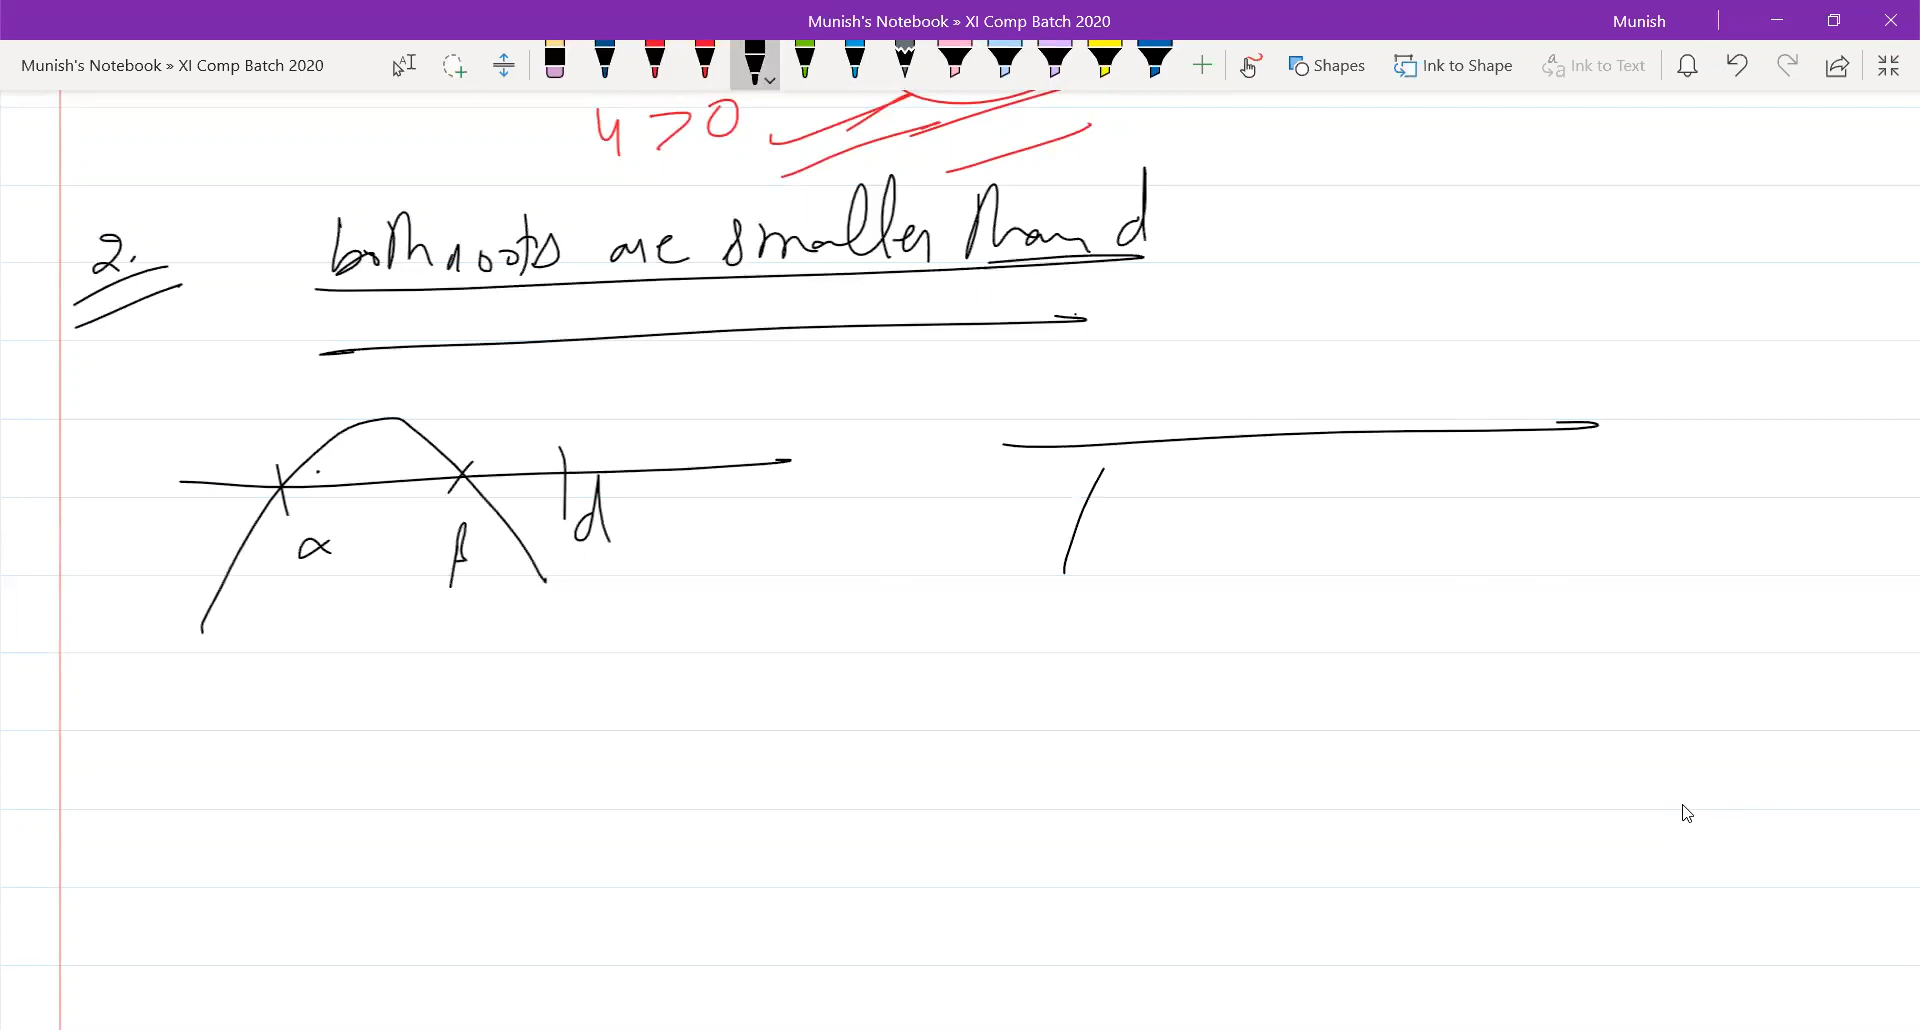 Munish's Notebook » XI Comp Batch 2020
Munish
Munish's Notebook » XI Comp Batch 2020
Shapes
Ink to Shape
Ink to Text
4 > 0
2. both roots are smaller than d
α β d